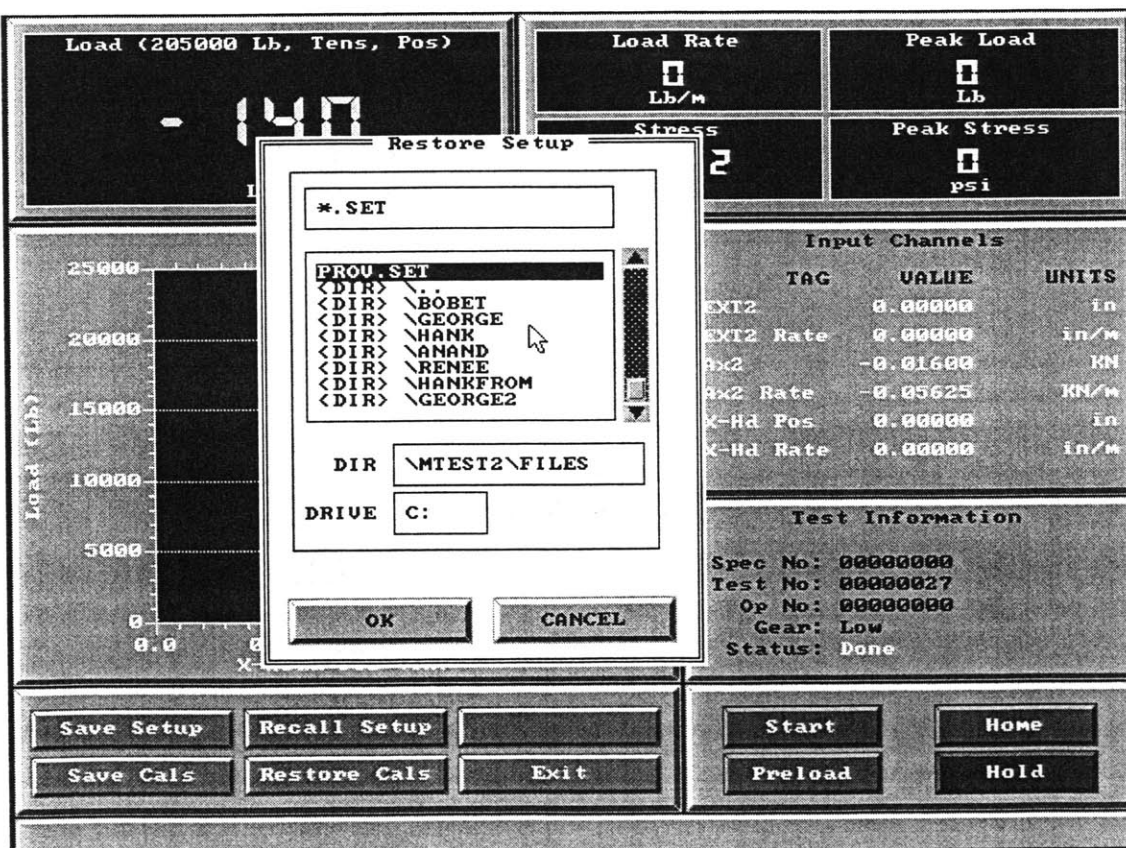 Load (205000 Lb, Tens, Pos)
- 140
Load Rate
0
Lb/m
Peak Load
0
Lb
Stress
2
Peak Stress
0
psi
Restore Setup
*.SET
PROV.SET
<DIR> \..
<DIR> \BOBET
<DIR> \GEORGE
<DIR> \HANK
<DIR> \ANAND
<DIR> \RENEE
<DIR> \HANKFROM
<DIR> \GEORGE2
DIR \MTEST2\FILES
DRIVE C:
OK CANCEL
Load (Lb)
25000
20000
15000
10000
5000
0
0.0
Input Channels
TAG VALUE UNITS
EXT2 0.00000 in
EXT2 Rate 0.00000 in/m
Ax2 -0.01600 KN
Ax2 Rate -0.05625 KN/m
X-Hd Pos 0.00000 in
X-Hd Rate 0.00000 in/m
Test Information
Spec No: 00000000
Test No: 00000027
Op No: 00000000
Gear: Low
Status: Done
Save Setup Recall Setup
Save Cals Restore Cals Exit
Start Home
Preload Hold